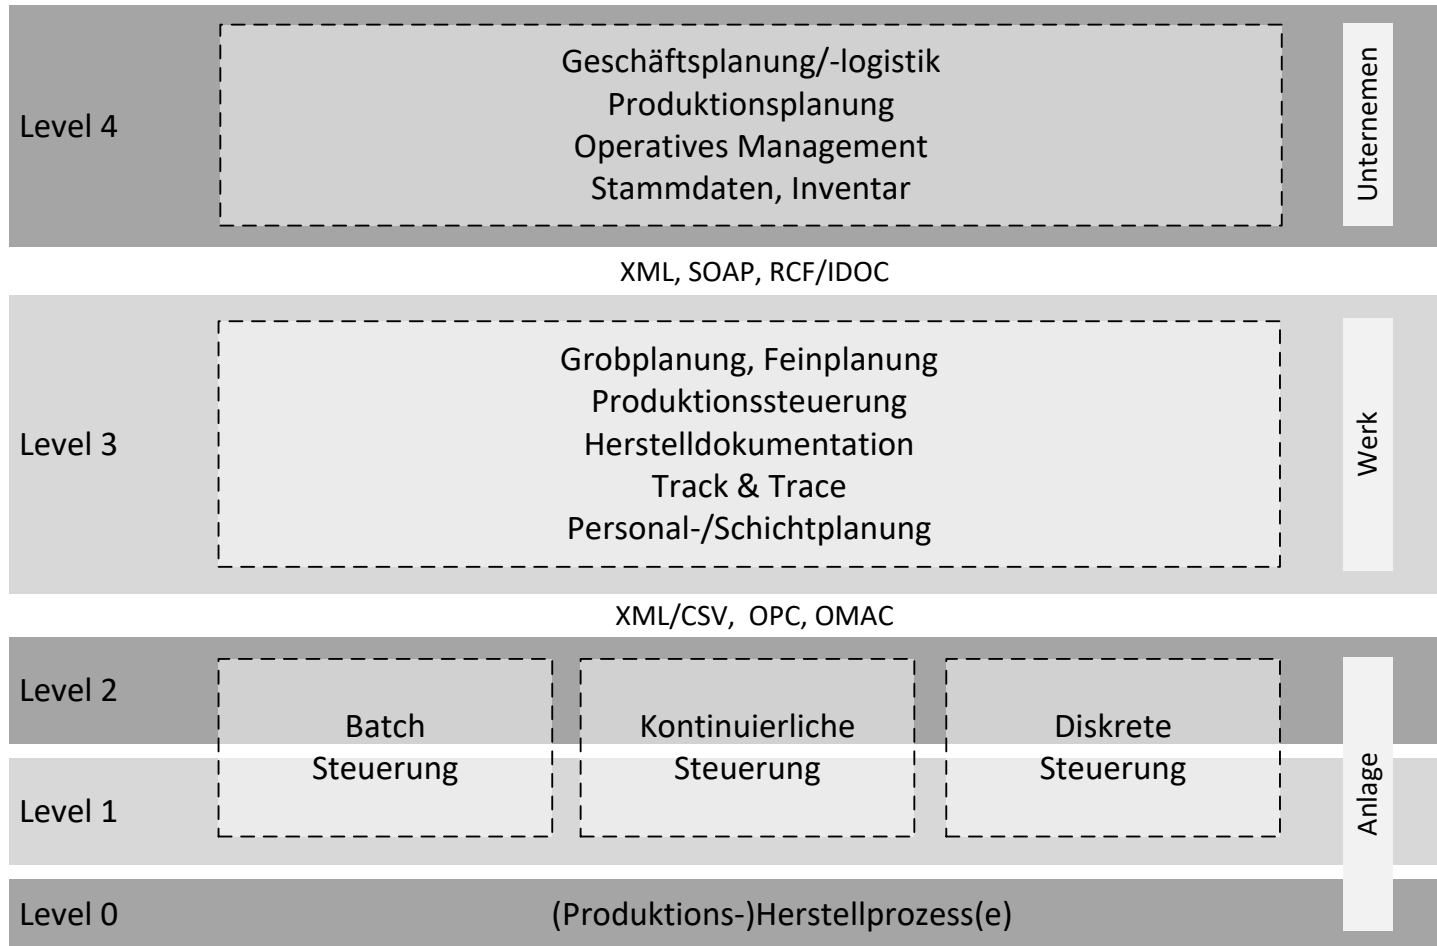 Level 4
Geschäftsplanung/-logistik
Produktionsplanung
Operatives Management
Stammdaten, Inventar
Unternemen
XML, SOAP, RCF/IDOC
Level 3
Grobplanung, Feinplanung
Produktionssteuerung
Herstelldokumentation
Track & Trace
Personal-/Schichtplanung
Werk
XML/CSV, OPC, OMAC
Level 2
Batch
Steuerung
Kontinuierliche
Steuerung
Diskrete
Steuerung
Level 1
Anlage
Level 0
(Produktions-)Herstellprozess(e)